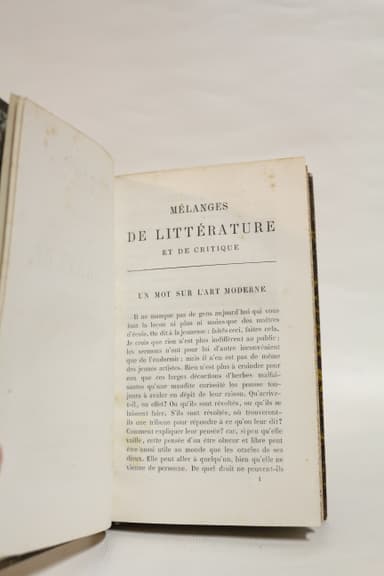 MÉLANGES
DE LITTÉRATURE
ET DE CRITIQUE
UN MOT SUR L'ART MODERNE
Il ne manque pas de gens aujourd'hui qui vous
font la leçon ni plus ni moins que des maîtres
d'école. On dit à la jeunesse : faites ceci, faites cela.
Je crois que rien n'est plus indifférent au public :
les sermons n'ont pour lui d'autre inconvénient
que de l'endormir : mais il n'en est pas de même
des jeunes artistes. Rien n'est plus à craindre pour
eux que ces larges décoctions d'herbes malfai-
santes qu'une maudite curiosité les pousse tou-
jours à avaler en dépit de leur raison. Qu'arrive-
t-il, en effet? Ou qu'ils sont révoltés, ou qu'ils se
laissent faire. S'ils sont révoltés, où trouveront-
ils une tribune pour répondre à ce qu'on leur dit?
Comment expliquer leur pensée? car, si peu qu'elle
vaille, cette pensée d'un être obscur et libre peut
être aussi utile au monde que les oracles de ses
dieux. Elle peut aller à quelqu'un, bien qu'elle ne
vienne de personne. De quel droit ne peuvent-ils
1